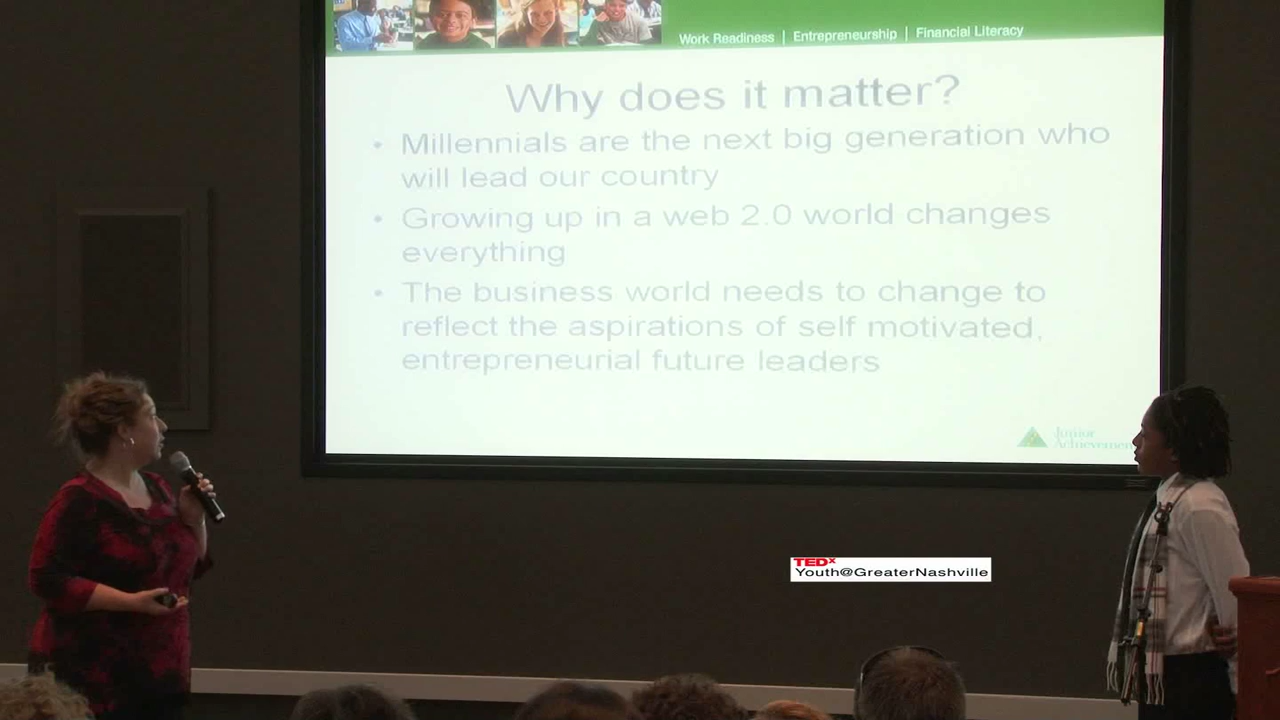 Work Readiness | Entrepreneurship | Financial Literacy
Why does it matter?
• Millennials are the next big generation who
will lead our country
• Growing up in a web 2.0 world changes
everything
• The business world needs to change to
reflect the aspirations of self motivated,
entrepreneurial future leaders
Junior
Achievemen
TEDx
Youth@GreaterNashville